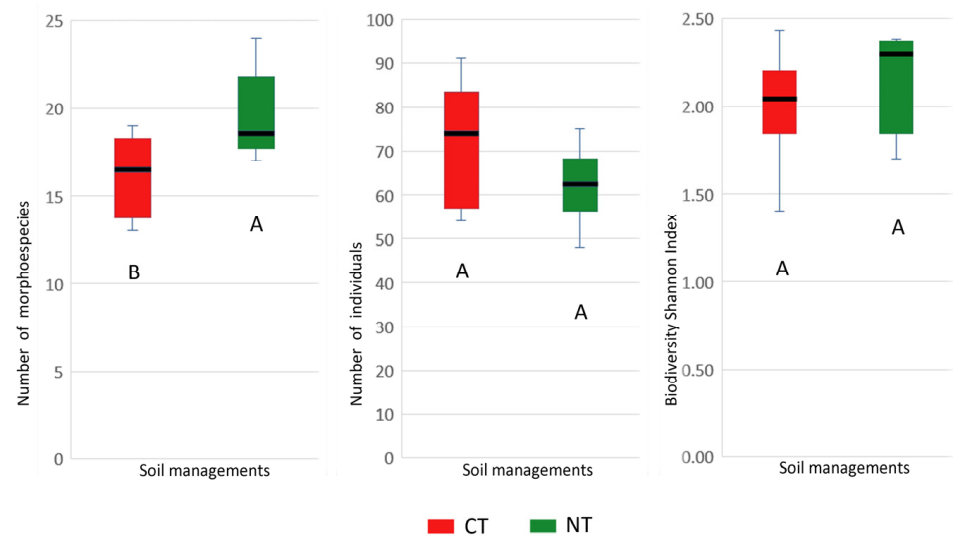 Number of morphoespecies
25
20
15
10
5
0
B
A
Soil managements
Number of individuals
100
90
80
70
60
50
40
30
20
10
0
A
A
Soil managements
Biodiversity Shannon Index
2.50
2.00
1.50
1.00
0.50
0.00
A
A
Soil managements
CT NT